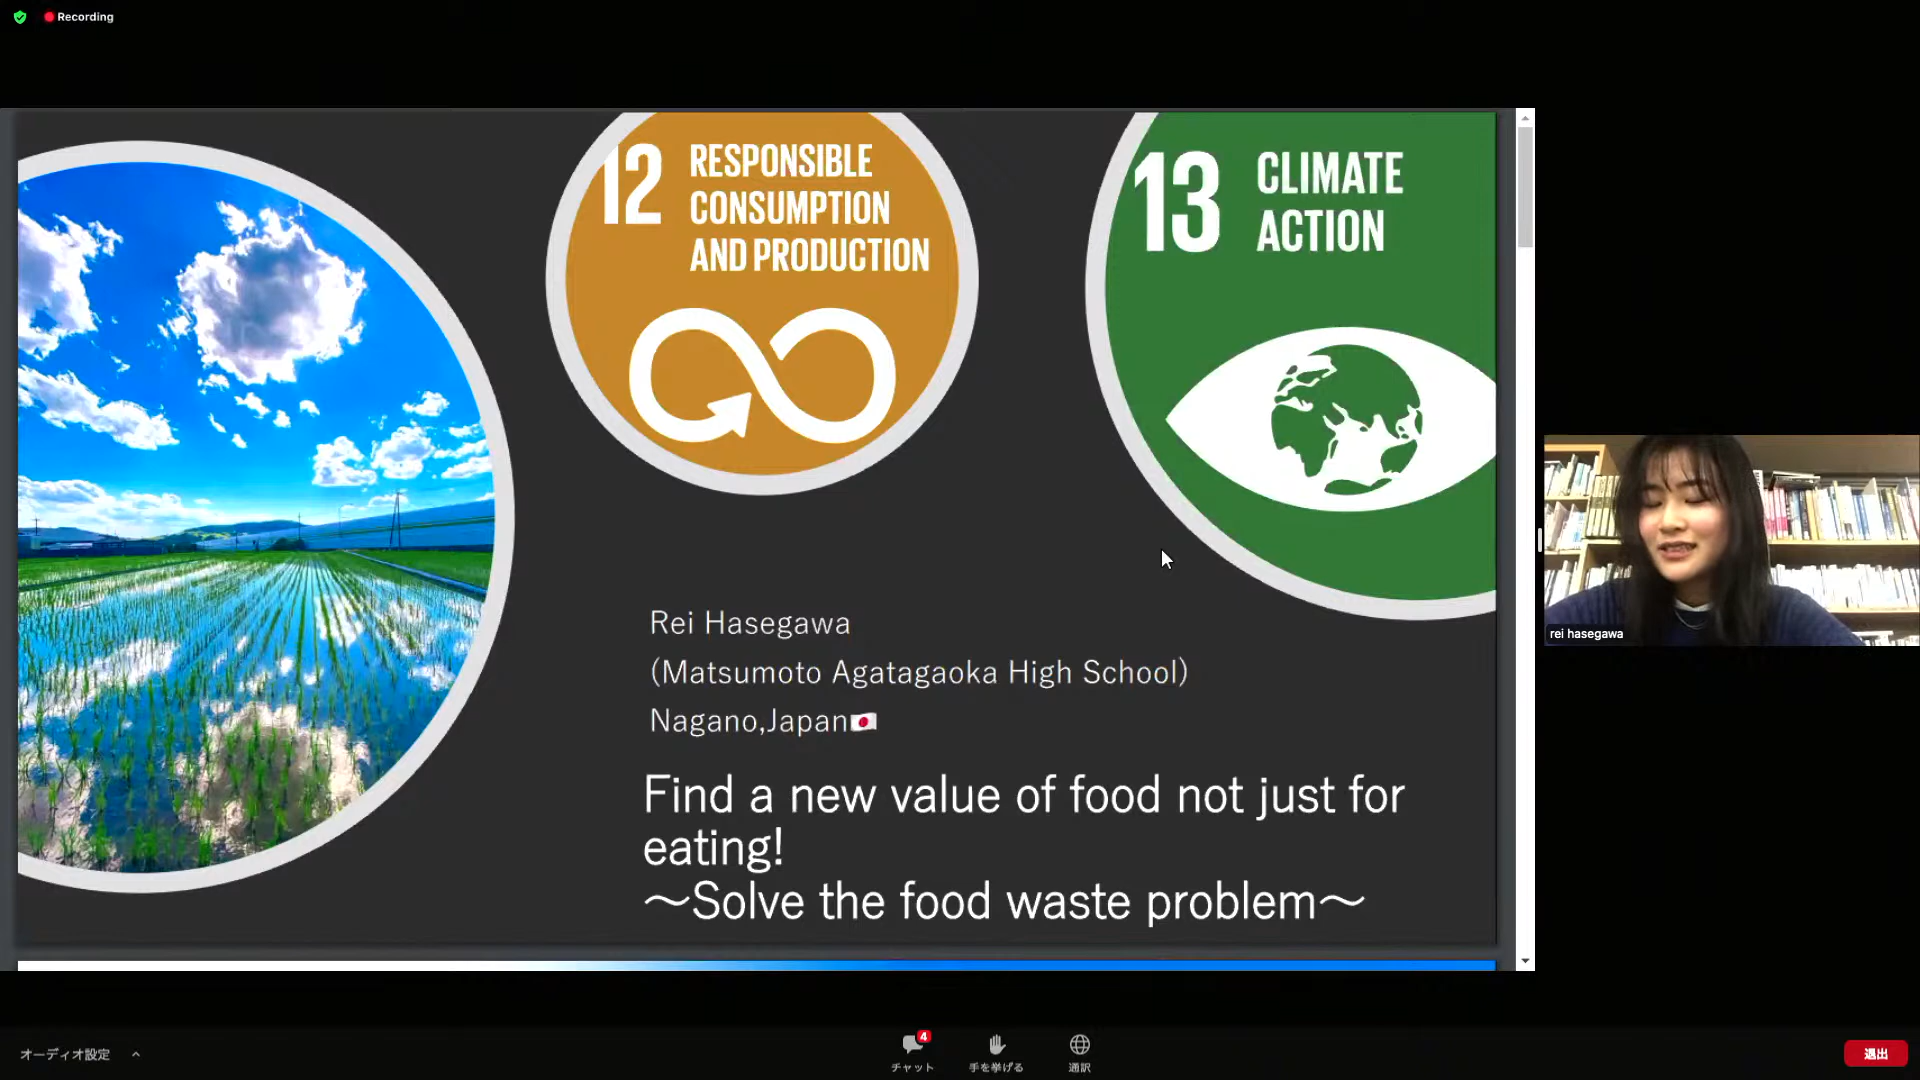 Recording
12 RESPONSIBLE
CONSUMPTION
AND PRODUCTION
13 CLIMATE
ACTION
Rei Hasegawa
(Matsumoto Agatagaoka High School)
Nagano,Japan🇯🇵
Find a new value of food not just for
eating!
～Solve the food waste problem～
rei hasegawa
オーディオ設定
4
チャット
手を挙げる
通訳
退出